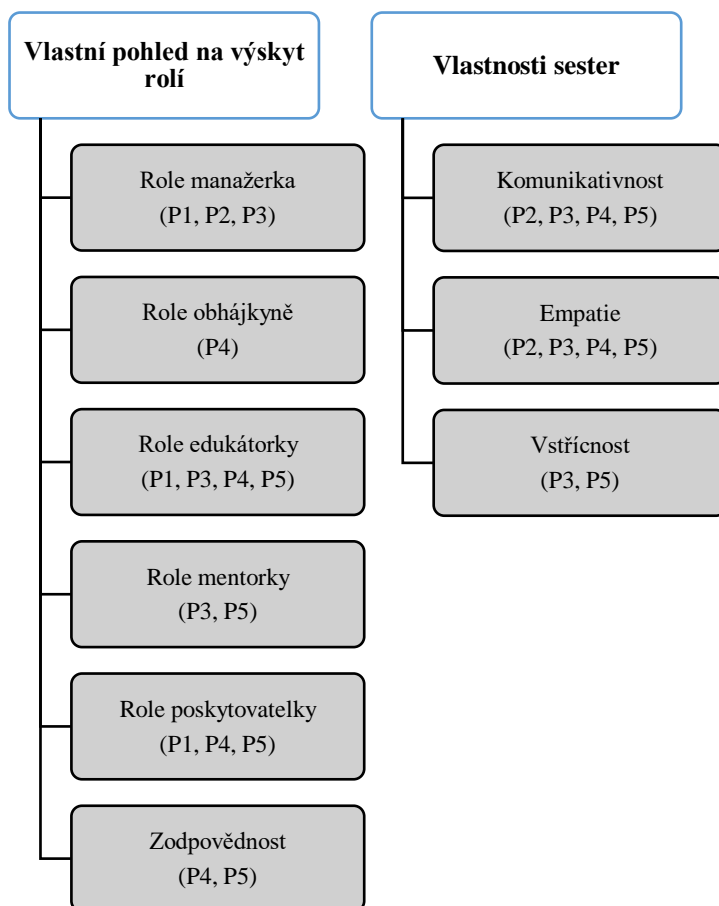 Vlastní pohled na výskyt
rolí
Role manažerka
(P1, P2, P3)
Role obhájkyně
(P4)
Role edukátorky
(P1, P3, P4, P5)
Role mentorky
(P3, P5)
Role poskytovatelky
(P1, P4, P5)
Zodpovědnost
(P4, P5)
Vlastnosti sester
Komunikativnost
(P2, P3, P4, P5)
Empatie
(P2, P3, P4, P5)
Vstřícnost
(P3, P5)